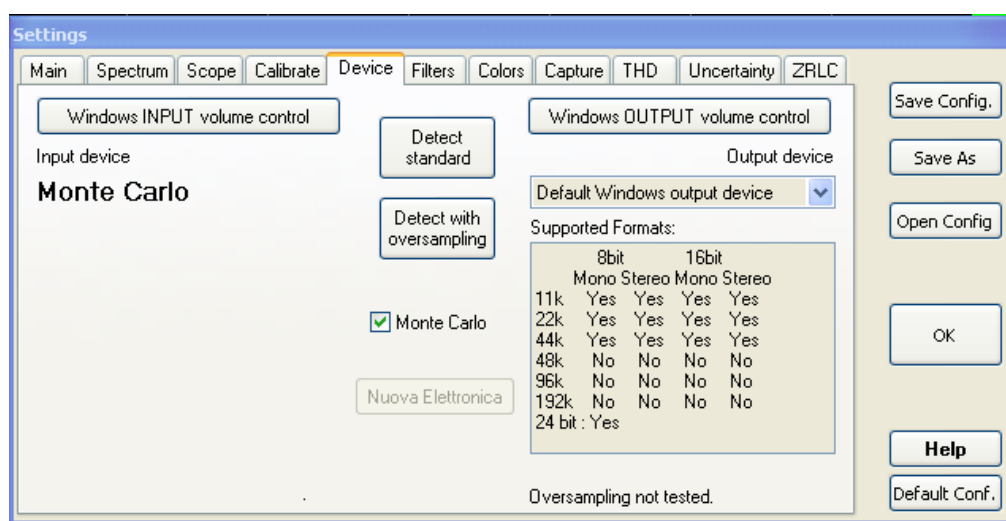 Settings
Main Spectrum Scope Calibrate Device Filters Colors Capture THD Uncertainty ZRLC
Windows INPUT volume control
Input device
Monte Carlo
Detect
standard
Detect with
oversampling
Monte Carlo
Nuova Elettronica
Windows OUTPUT volume control
Output device
Default Windows output device
Supported Formats:
8bit 16bit
Mono Stereo Mono Stereo
11k Yes Yes Yes Yes
22k Yes Yes Yes Yes
44k Yes Yes Yes Yes
48k No No No No
96k No No No No
192k No No No No
24 bit : Yes
Oversampling not tested.
Save Config.
Save As
Open Config
OK
Help
Default Conf.